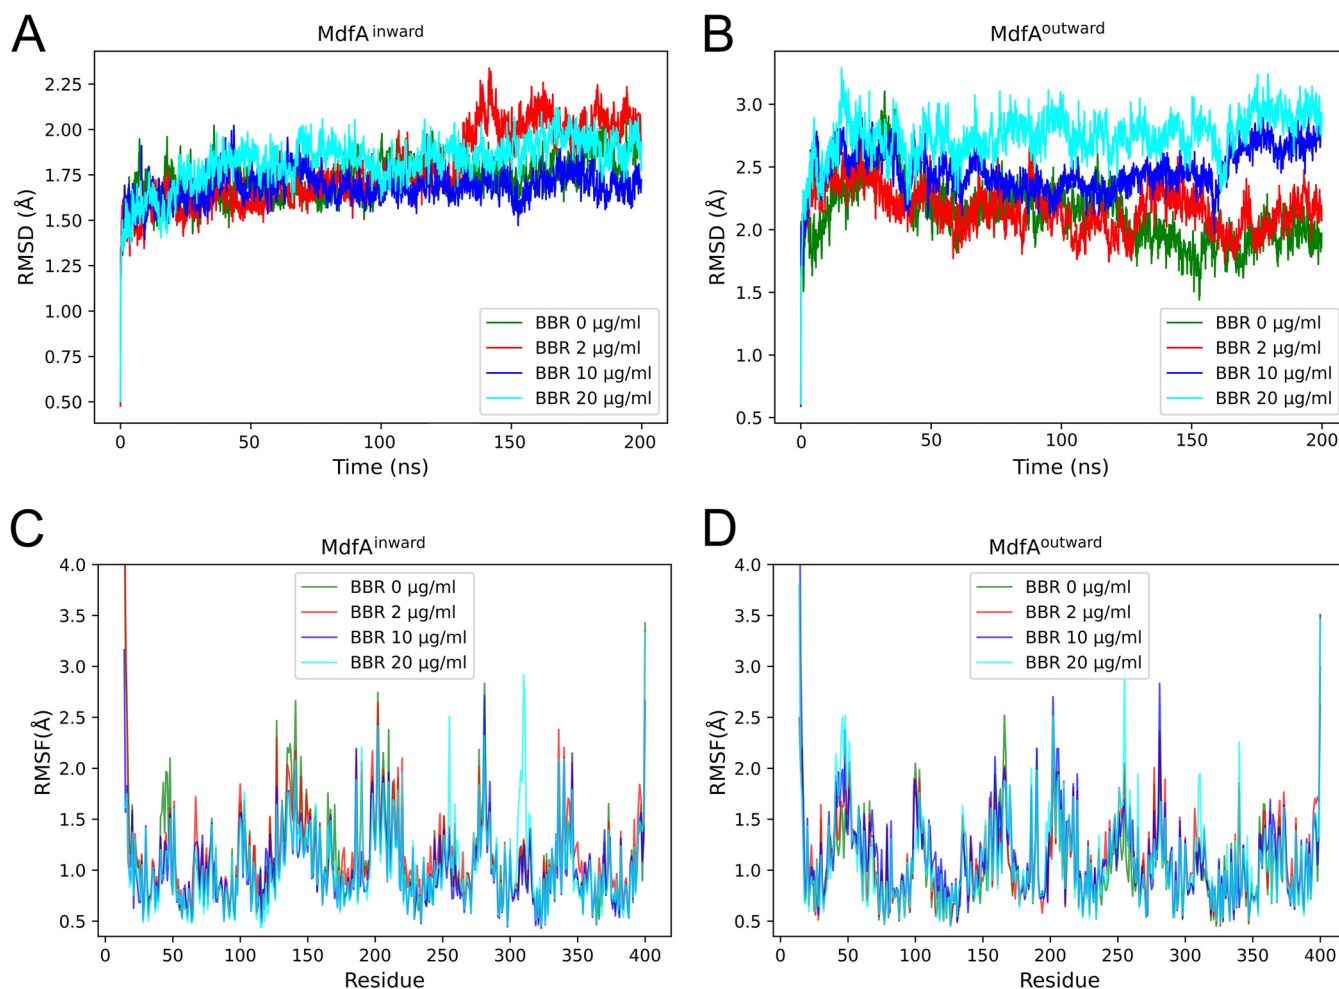 A
MdfA inward
RMSD (Å)
2.25
2.00
1.75
1.50
1.25
1.00
0.75
0.50
BBR 0 µg/ml
BBR 2 µg/ml
BBR 10 µg/ml
BBR 20 µg/ml
0 50 100 150 200
Time (ns)
B
MdfA outward
RMSD (Å)
3.0
2.5
2.0
1.5
1.0
0.5
BBR 0 µg/ml
BBR 2 µg/ml
BBR 10 µg/ml
BBR 20 µg/ml
0 50 100 150 200
Time (ns)
C
MdfA inward
RMSF(Å)
4.0
3.5
3.0
2.5
2.0
1.5
1.0
0.5
BBR 0 µg/ml
BBR 2 µg/ml
BBR 10 µg/ml
BBR 20 µg/ml
0 50 100 150 200 250 300 350 400
Residue
D
MdfA outward
RMSF(Å)
4.0
3.5
3.0
2.5
2.0
1.5
1.0
0.5
BBR 0 µg/ml
BBR 2 µg/ml
BBR 10 µg/ml
BBR 20 µg/ml
0 50 100 150 200 250 300 350 400
Residue